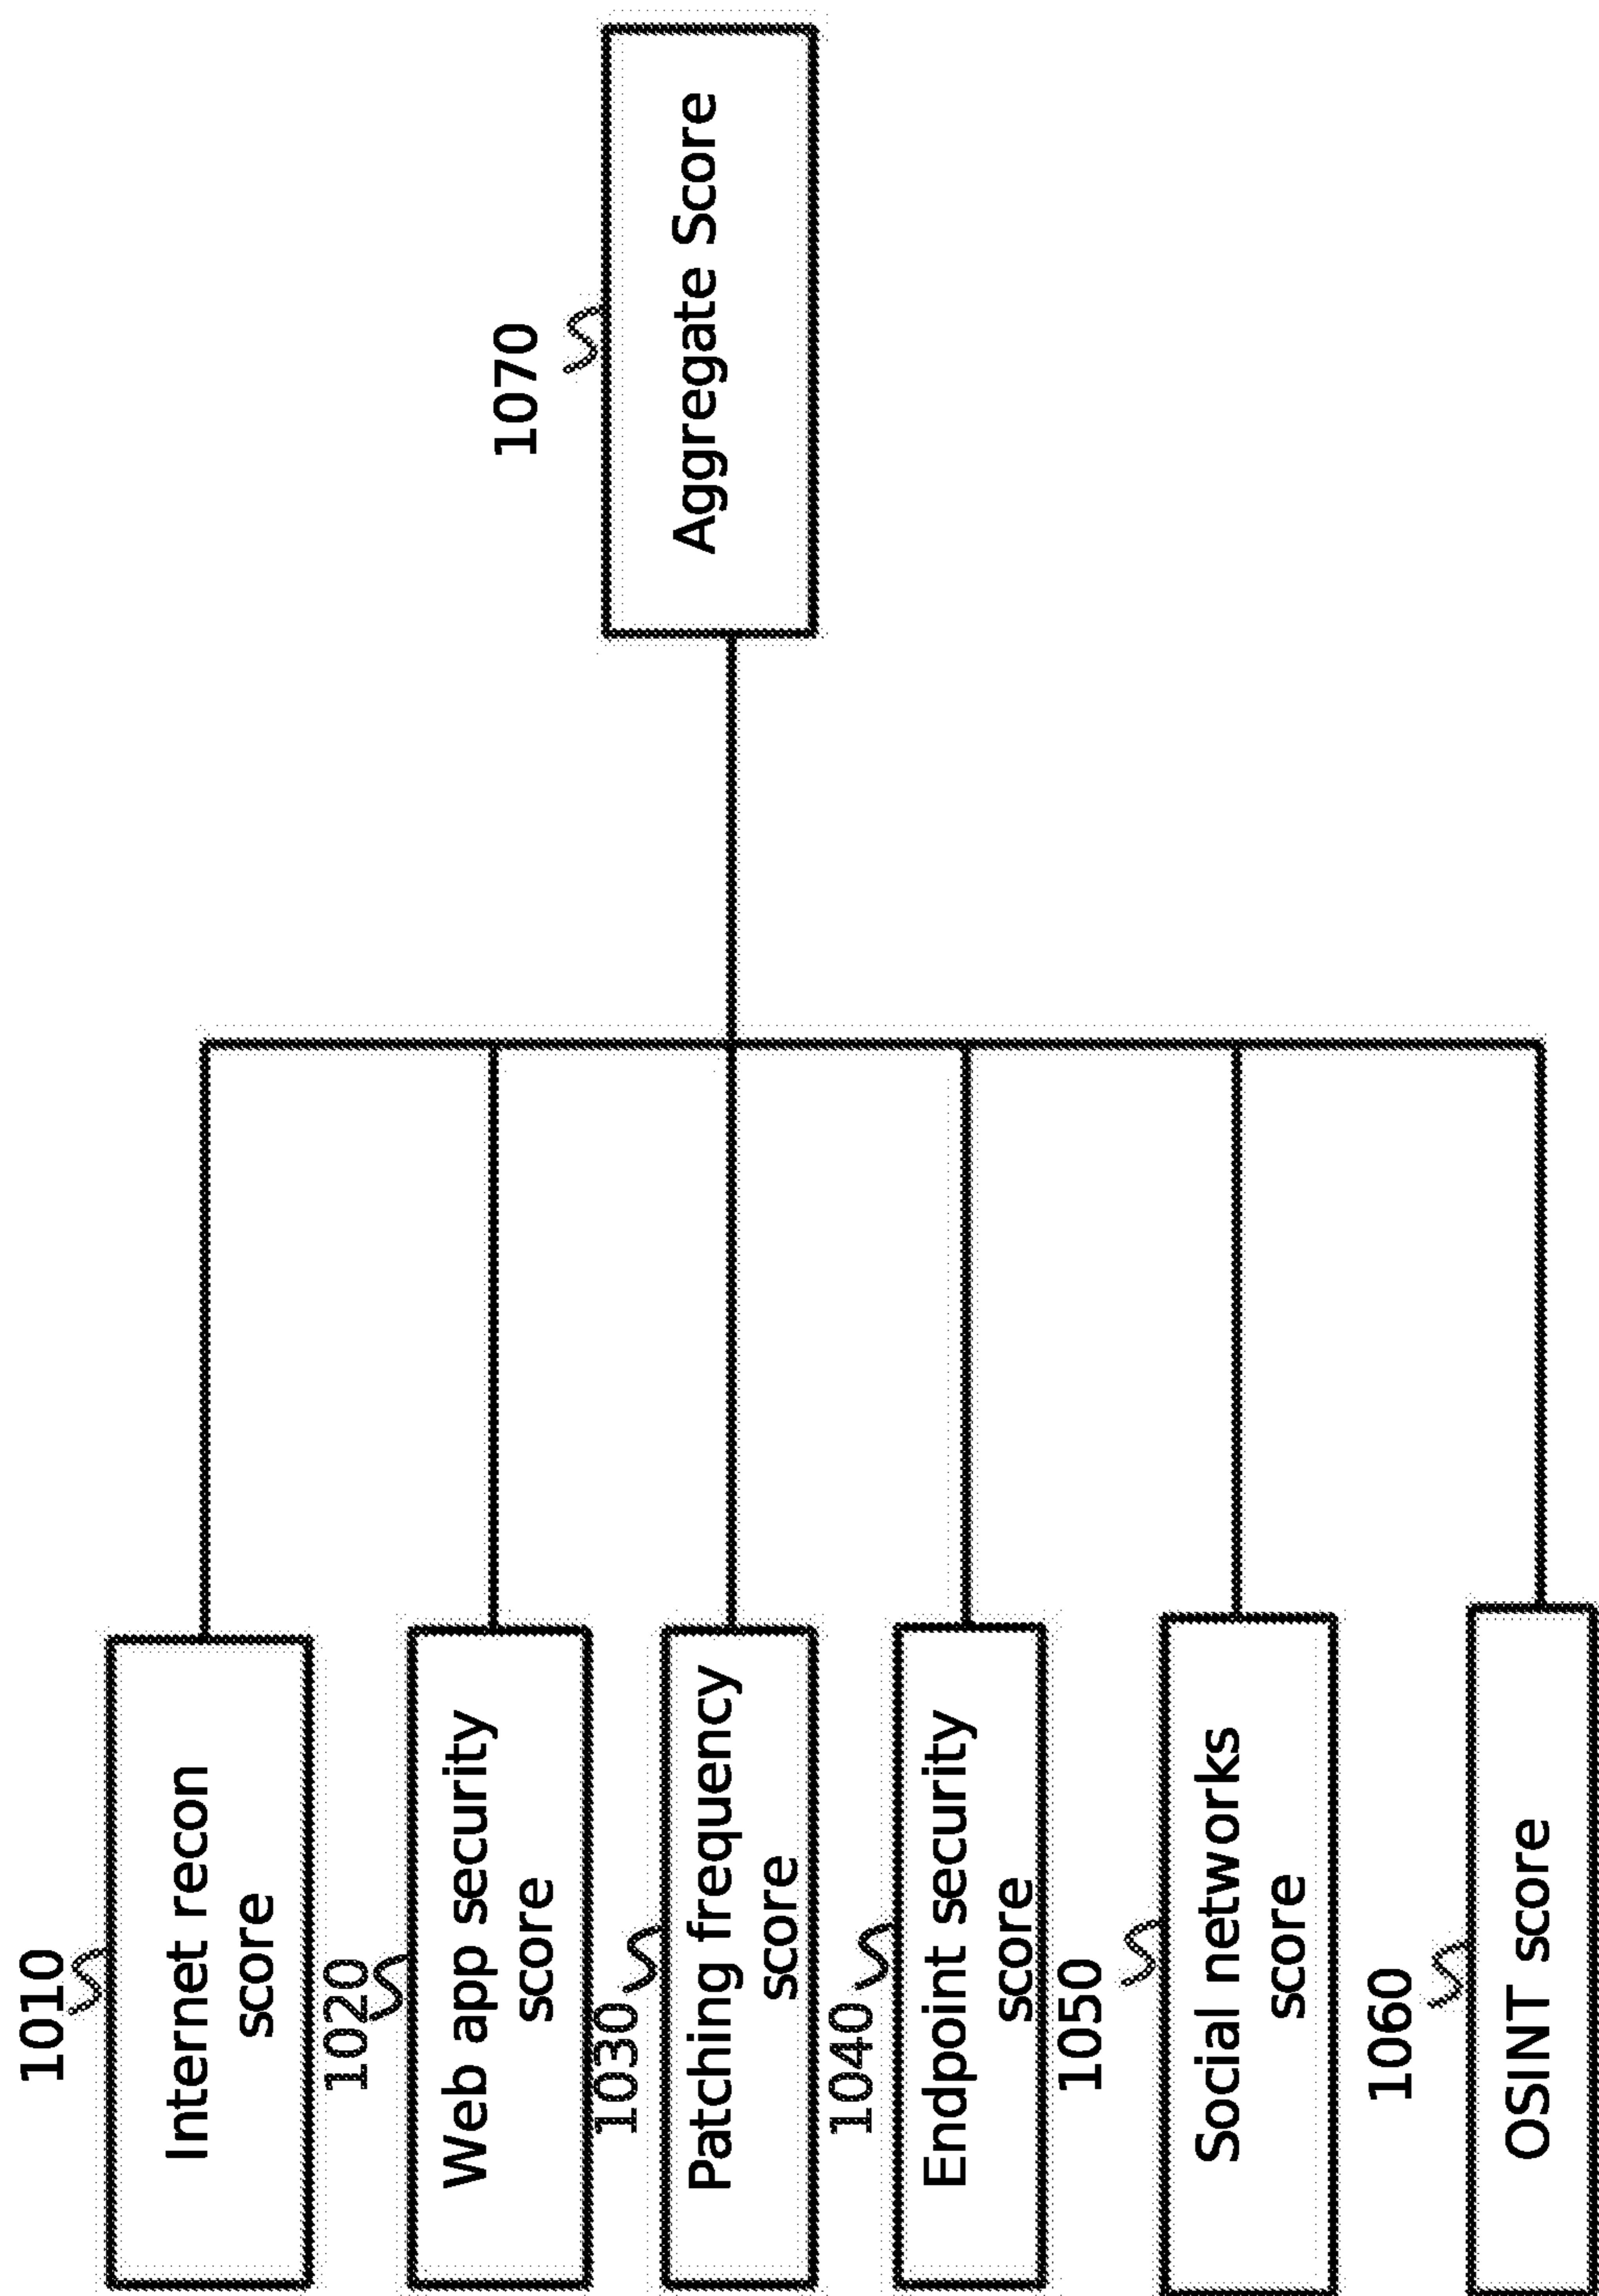 1010
Internet recon
score
1020
Web app security
score
1030
Patching frequency
score
1040
Endpoint security
score
1050
Social networks
score
1060
OSINT score
1070
Aggregate Score